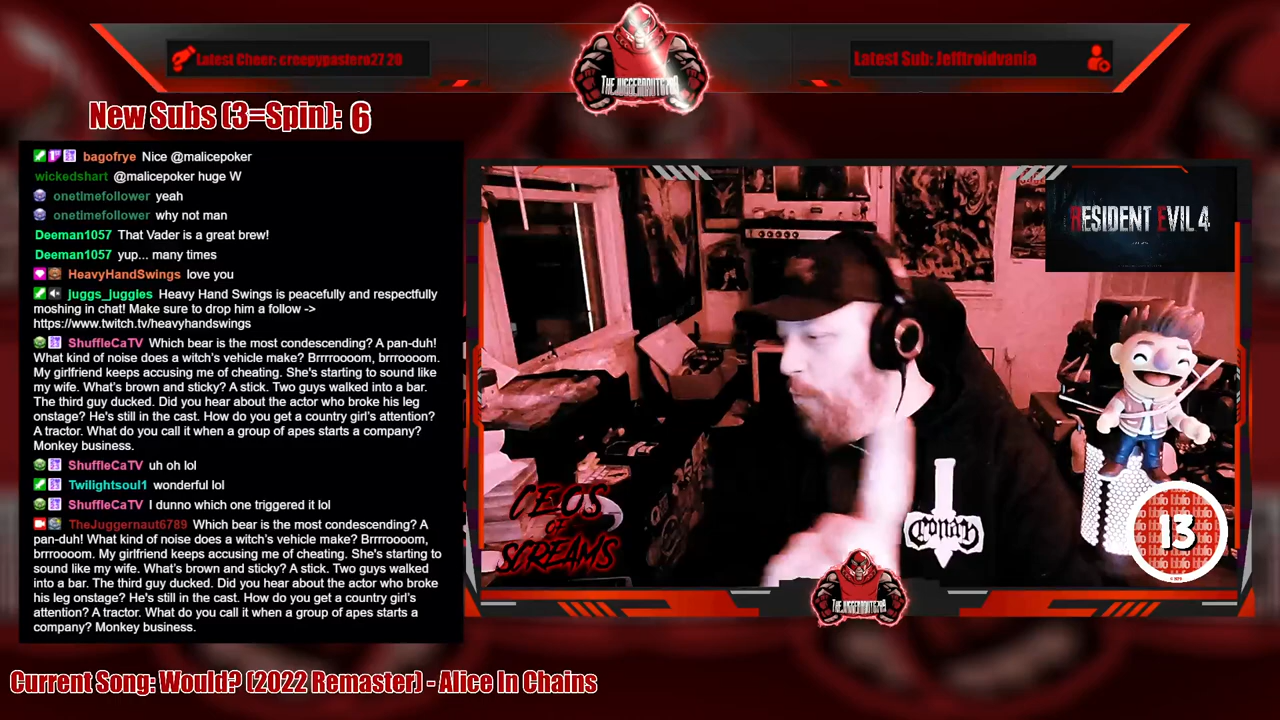 Latest Cheer: creepypastero27 20
THEJUGGERNAUT6789
Latest Sub: Jefftroidvania
New Subs (3=Spin): 6
bagofrye Nice @malicepoker
wickedshart @malicepoker huge W
onetimefollower yeah
onetimefollower why not man
Deeman1057 That Vader is a great brew!
Deeman1057 yup... many times
HeavyHandSwings love you
juggs_juggles Heavy Hand Swings is peacefully and respectfully
moshing in chat! Make sure to drop him a follow ->
https://www.twitch.tv/heavyhandswings
ShuffleCaTV Which bear is the most condescending? A pan-duh!
What kind of noise does a witch's vehicle make? Brrrroooom, brrroooom.
My girlfriend keeps accusing me of cheating. She's starting to sound like
my wife. What's brown and sticky? A stick. Two guys walked into a bar.
The third guy ducked. Did you hear about the actor who broke his leg
onstage? He's still in the cast. How do you get a country girl's attention?
A tractor. What do you call it when a group of apes starts a company?
Monkey business.
ShuffleCaTV uh oh lol
Twilightsoul1 wonderful lol
ShuffleCaTV I dunno which one triggered it lol
TheJuggernaut6789 Which bear is the most condescending? A
pan-duh! What kind of noise does a witch's vehicle make? Brrrroooom,
brrroooom. My girlfriend keeps accusing me of cheating. She's starting to
sound like my wife. What's brown and sticky? A stick. Two guys walked
into a bar. The third guy ducked. Did you hear about the actor who broke
his leg onstage? He's still in the cast. How do you get a country girl's
attention? A tractor. What do you call it when a group of apes starts a
company? Monkey business.
RESIDENT EVIL 4
CEO'S
OF
SCREAMS
Conan
13
THEJUGGERNAUT6789
Current Song: Would? (2022 Remaster) - Alice In Chains